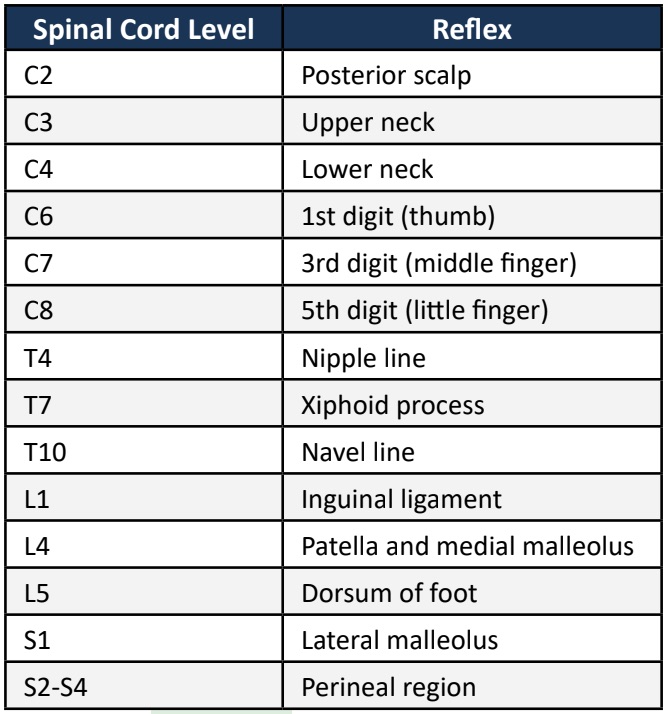 Spinal Cord Level Reflex
C2 Posterior scalp
C3 Upper neck
C4 Lower neck
C6 1st digit (thumb)
C7 3rd digit (middle finger)
C8 5th digit (little finger)
T4 Nipple line
T7 Xiphoid process
T10 Navel line
L1 Inguinal ligament
L4 Patella and medial malleolus
L5 Dorsum of foot
S1 Lateral malleolus
S2-S4 Perineal region